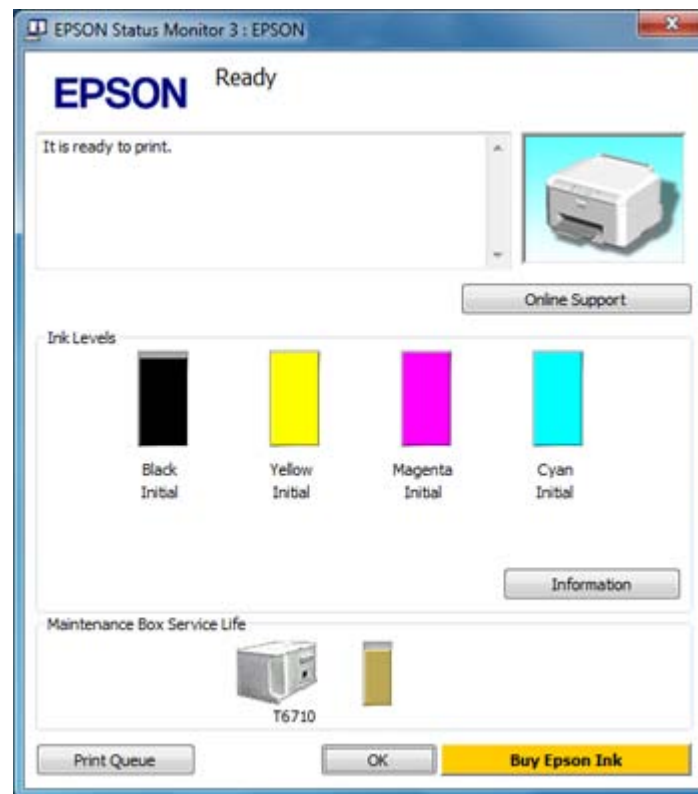 EPSON Status Monitor 3 : EPSON
EPSON
Ready
It is ready to print.
Online Support
Ink Levels
Black Yellow Magenta Cyan
Initial Initial Initial Initial
Information
Maintenance Box Service Life
T6710
Print Queue OK Buy Epson Ink